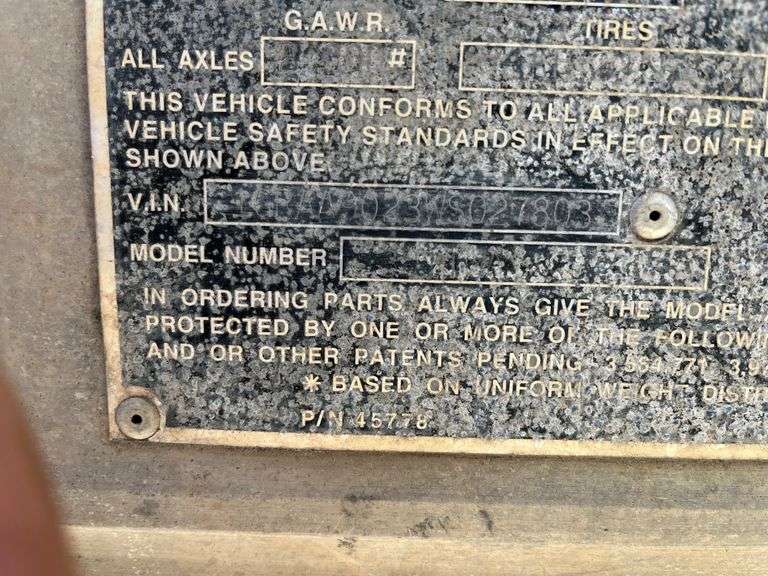 G.A.W.R. TIRES
ALL AXLES #
THIS VEHICLE CONFORMS TO ALL APPLICABLE
VEHICLE SAFETY STANDARDS IN EFFECT ON THE
SHOWN ABOVE
V.I.N.
MODEL NUMBER
IN ORDERING PARTS ALWAYS GIVE THE MODEL
PROTECTED BY ONE OR MORE OF THE FOLLOWIN
AND OR OTHER PATENTS PENDING
* BASED ON UNIFORM WEIGHT DISTR
P/N 45778